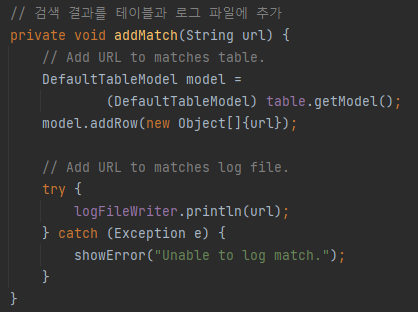 // 검색 결과를 테이블과 로그 파일에 추가
private void addMatch(String url) {
    // Add URL to matches table.
    DefaultTableModel model =
            (DefaultTableModel) table.getModel();
    model.addRow(new Object[]{url});

    // Add URL to matches log file.
    try {
        logFileWriter.println(url);
    } catch (Exception e) {
        showError("Unable to log match.");
    }
}